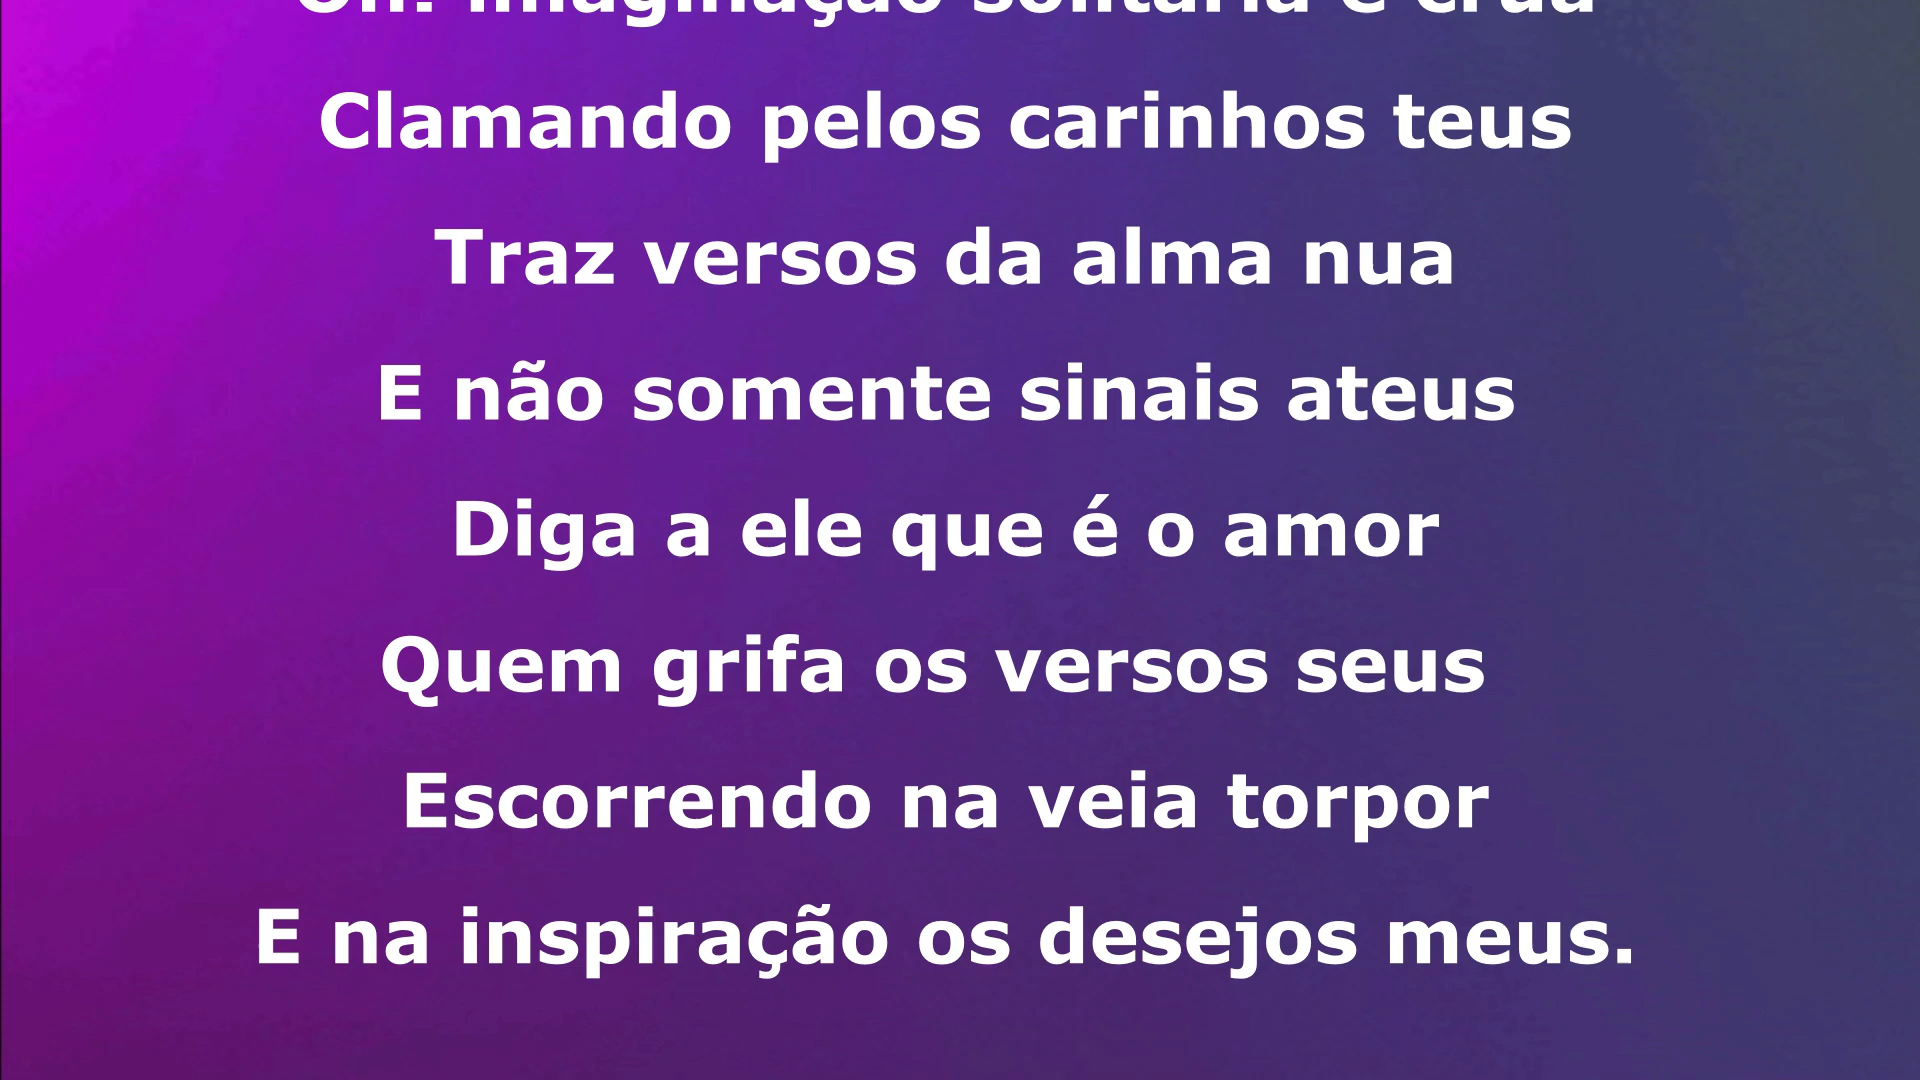 Oh! imaginação solitária e crua
Clamando pelos carinhos teus
Traz versos da alma nua
E não somente sinais ateus
Diga a ele que é o amor
Quem grifa os versos seus
Escorrendo na veia torpor
E na inspiração os desejos meus.